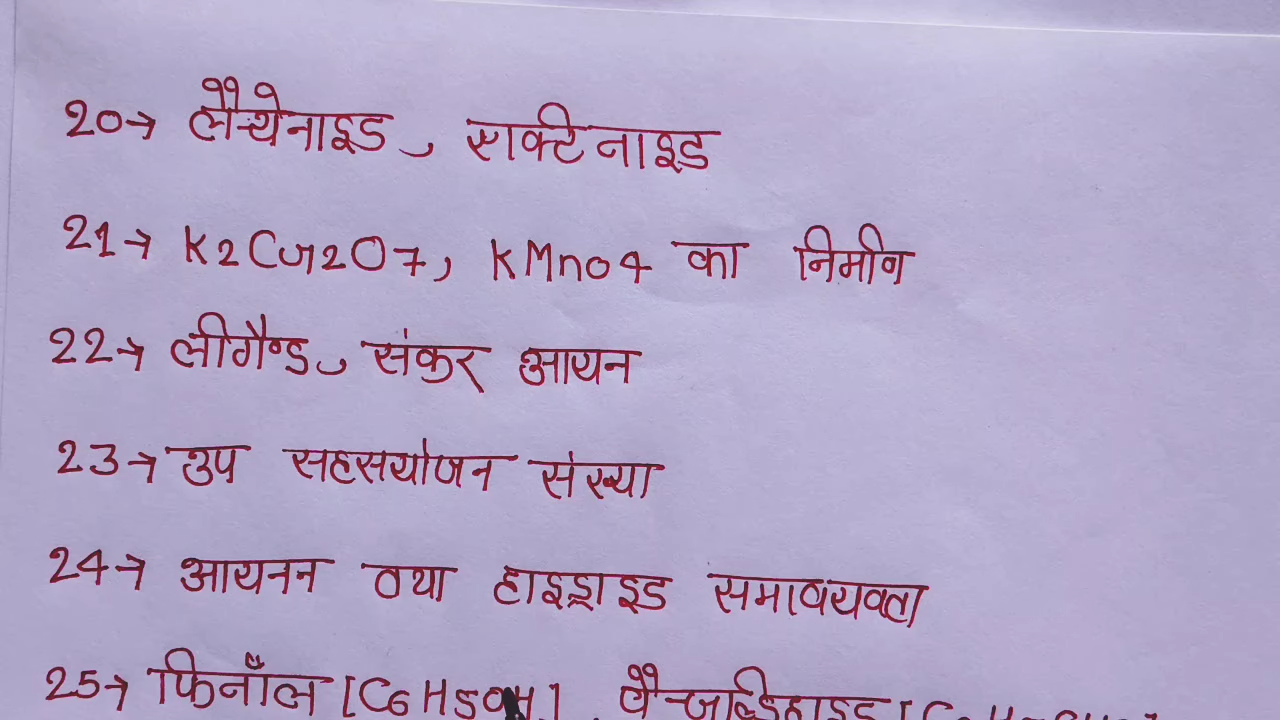 20→ लैन्थेनाइड, एक्टिनाइड
21→ K2Cr2O7, KMnO4 का निर्माण
22→ लीगैण्ड, संकर आयन
23→ उप सहसयोजन संख्या
24→ आयनन तथा हाइड्राइड समावयवता
25→ फिनॉल [C6H5OH], बैन्जल्डिहाइड